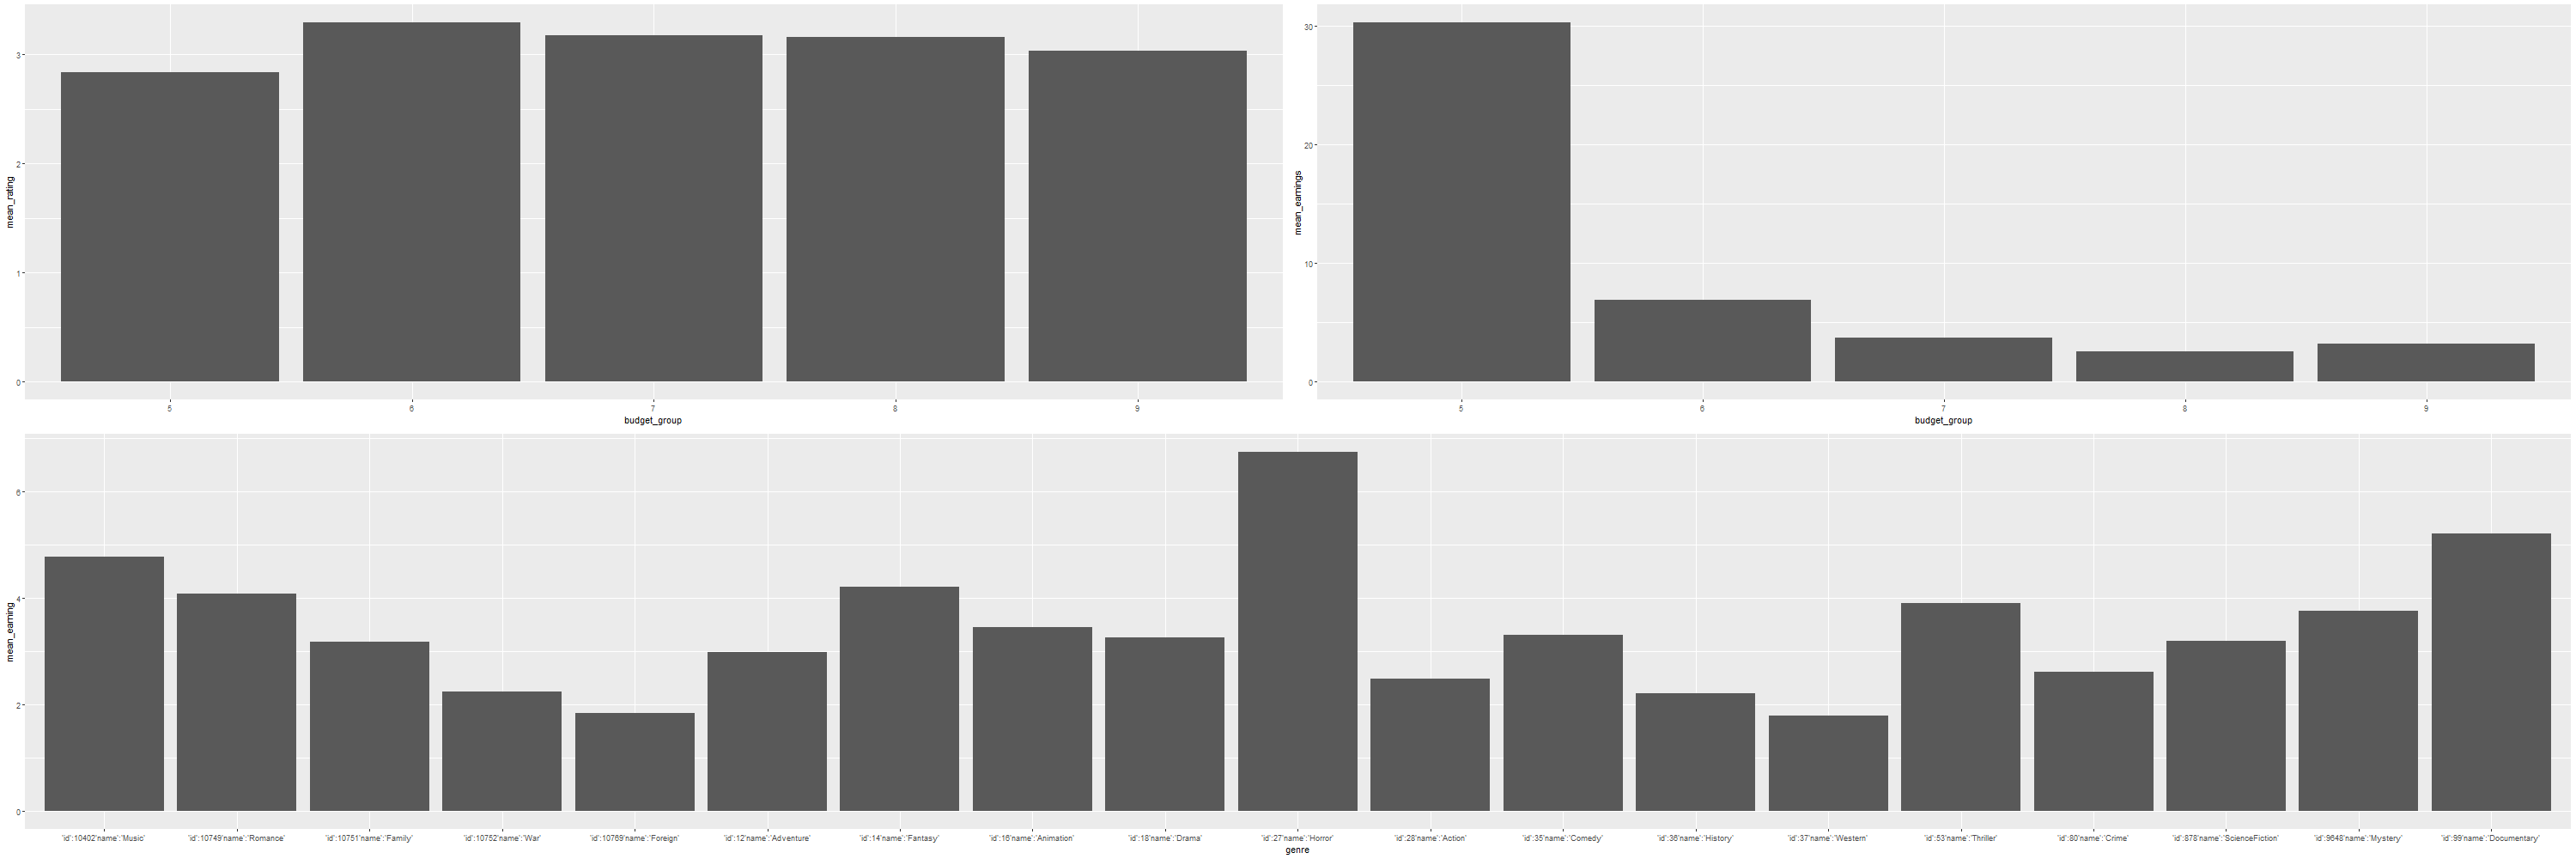 mean_rating
3
2
1
0
5 6 7 8 9
budget_group
mean_earnings
30
20
10
0
5 6 7 8 9
budget_group
mean_earning
6
4
2
0
'id':10402'name':'Music' 'id':10749'name':'Romance' 'id':10751'name':'Family' 'id':10752'name':'War' 'id':10769'name':'Foreign' 'id':12'name':'Adventure' 'id':14'name':'Fantasy' 'id':16'name':'Animation' 'id':18'name':'Drama' 'id':27'name':'Horror' 'id':28'name':'Action' 'id':35'name':'Comedy' 'id':36'name':'History' 'id':37'name':'Western' 'id':53'name':'Thriller' 'id':80'name':'Crime' 'id':878'name':'ScienceFiction' 'id':9648'name':'Mystery' 'id':99'name':'Documentary'
genre